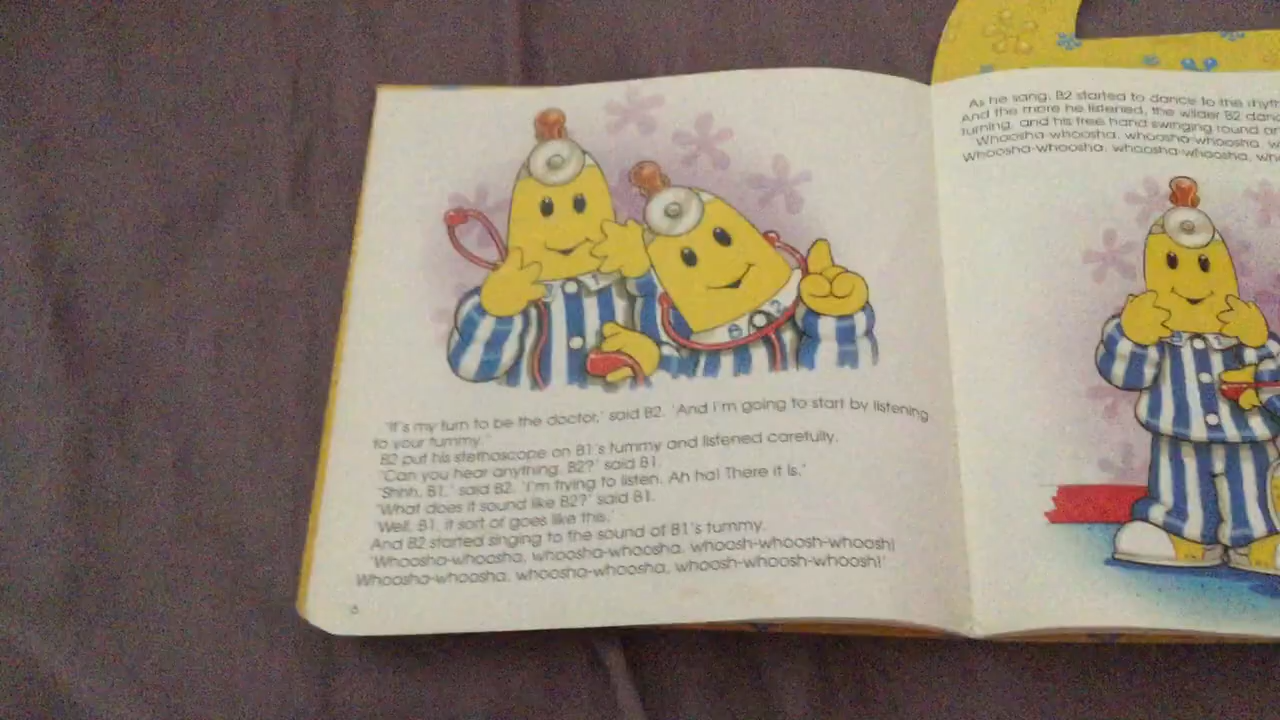 'It's my turn to be the doctor,' said B2. 'And I'm going to start by listening
to your tummy.'
B2 put his stethoscope on B1's tummy and listened carefully.
'Can you hear anything, B2?' said B1.
'Shhh, B1,' said B2. 'I'm trying to listen. Ah ha! There it is.'
'What does it sound like B2?' said B1.
'Well, B1, it sort of goes like this.'
And B2 started singing to the sound of B1's tummy.
'Whoosha-whoosha, whoosha-whoosha, whoosh-whoosh-whoosh!
Whoosha-whoosha, whoosha-whoosha, whoosh-whoosh-whoosh!'
As he sang, B2 started to dance to the
And the more he listened, the wilder B2
turning, and his free hand swinging round
Whoosha-whoosha, whoosha-whoosha,
Whoosha-whoosha, whoosha-whoosha,